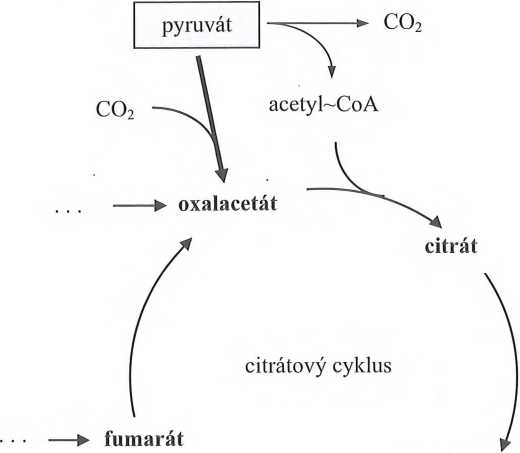 pyruvát
CO₂
CO₂
acetyl~CoA
... oxalacetát
citrát
citrátový cyklus
... fumarát